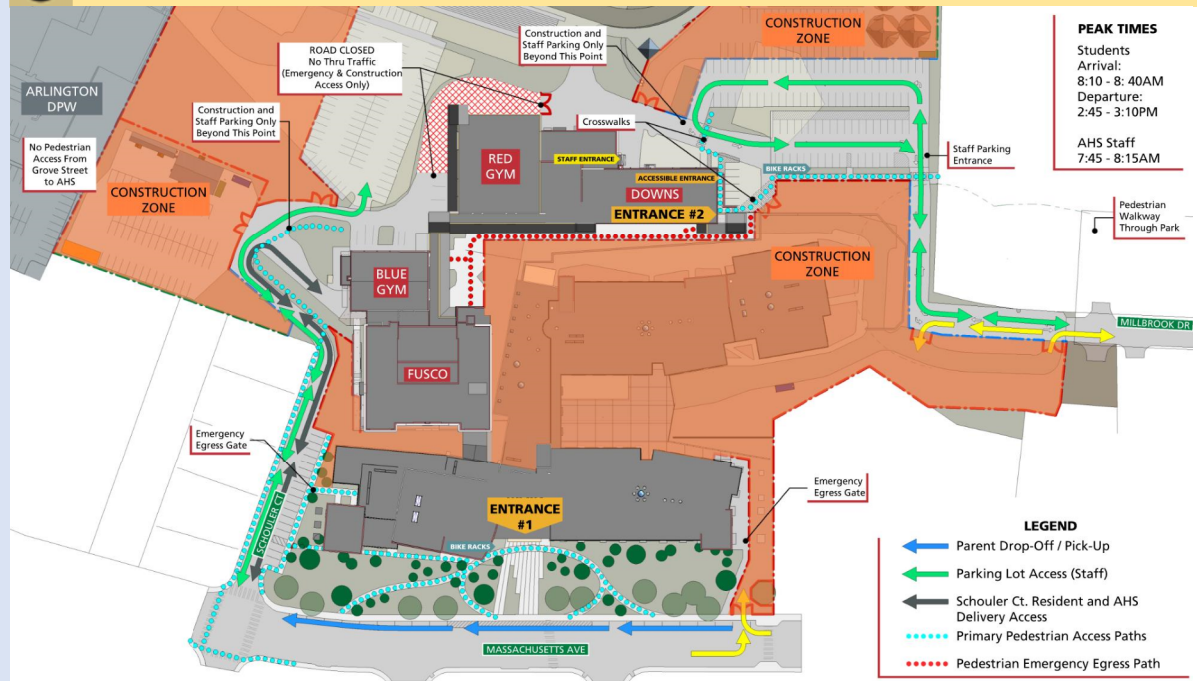 CONSTRUCTION
ZONE
Construction and
Staff Parking Only
Beyond This Point
ROAD CLOSED
No Thru Traffic
(Emergency & Construction
Access Only)
PEAK TIMES
Students
Arrival:
8:10 - 8: 40AM
Departure:
2:45 - 3:10PM
AHS Staff
7:45 - 8:15AM
ARLINGTON
DPW
Construction and
Staff Parking Only
Beyond This Point
Crosswalks
No Pedestrian
Access From
Grove Street
to AHS
CONSTRUCTION
ZONE
RED
GYM
STAFF ENTRANCE
ACCESSIBLE ENTRANCE
DOWNS
ENTRANCE #2
BIKE RACKS
Staff Parking
Entrance
Pedestrian
Walkway
Through Park
CONSTRUCTION
ZONE
BLUE
GYM
MILLBROOK DR
FUSCO
Emergency
Egress Gate
SCHOULER CT
ENTRANCE
#1
BIKE RACKS
Emergency
Egress Gate
MASSACHUSETTS AVE
LEGEND
Parent Drop-Off / Pick-Up
Parking Lot Access (Staff)
Schouler Ct. Resident and AHS
Delivery Access
Primary Pedestrian Access Paths
Pedestrian Emergency Egress Path